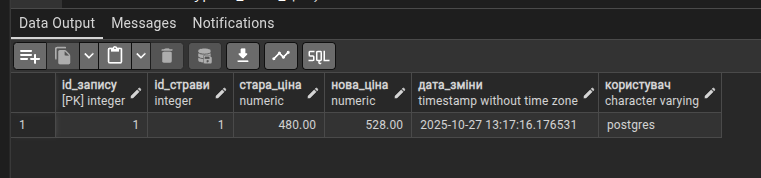 Data Output Messages Notifications
SQL
id_запису id_страви стара_ціна нова_ціна дата_зміни користувач
[PK] integer integer numeric numeric timestamp without time zone character varying
1 1 1 480.00 528.00 2025-10-27 13:17:16.176531 postgres